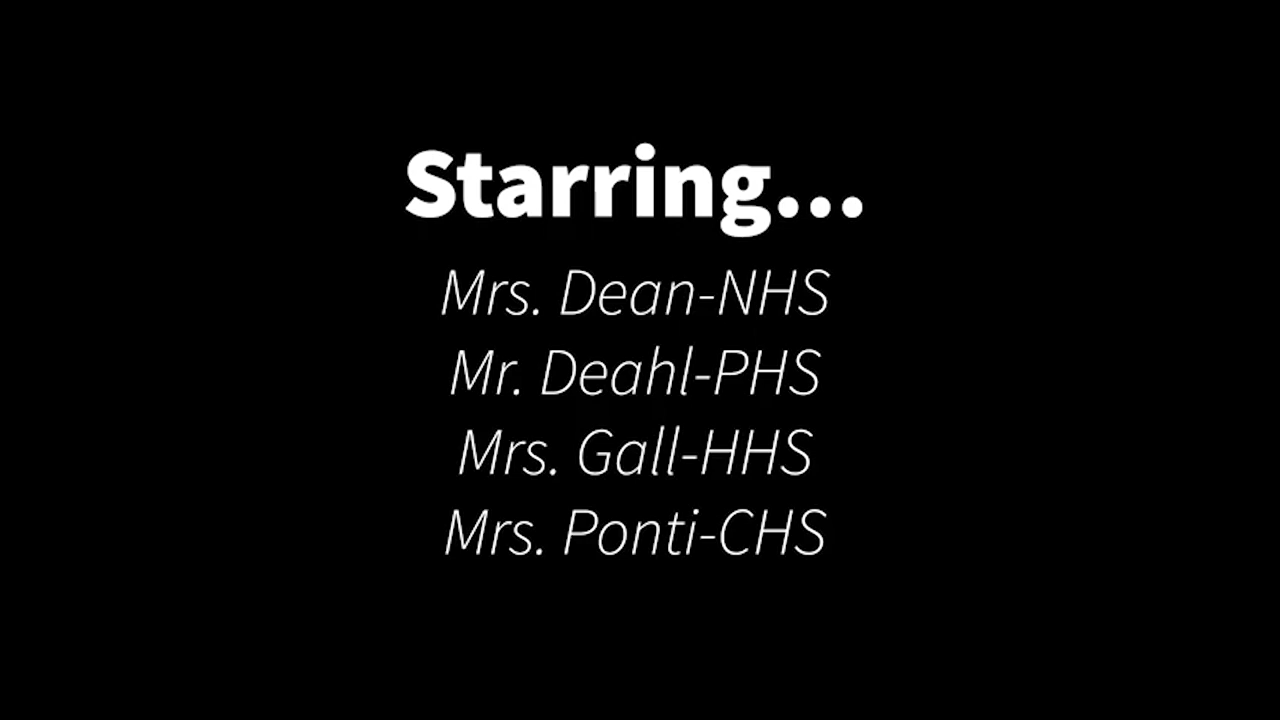 Starring...
Mrs. Dean-NHS
Mr. Deahl-PHS
Mrs. Gall-HHS
Mrs. Ponti-CHS